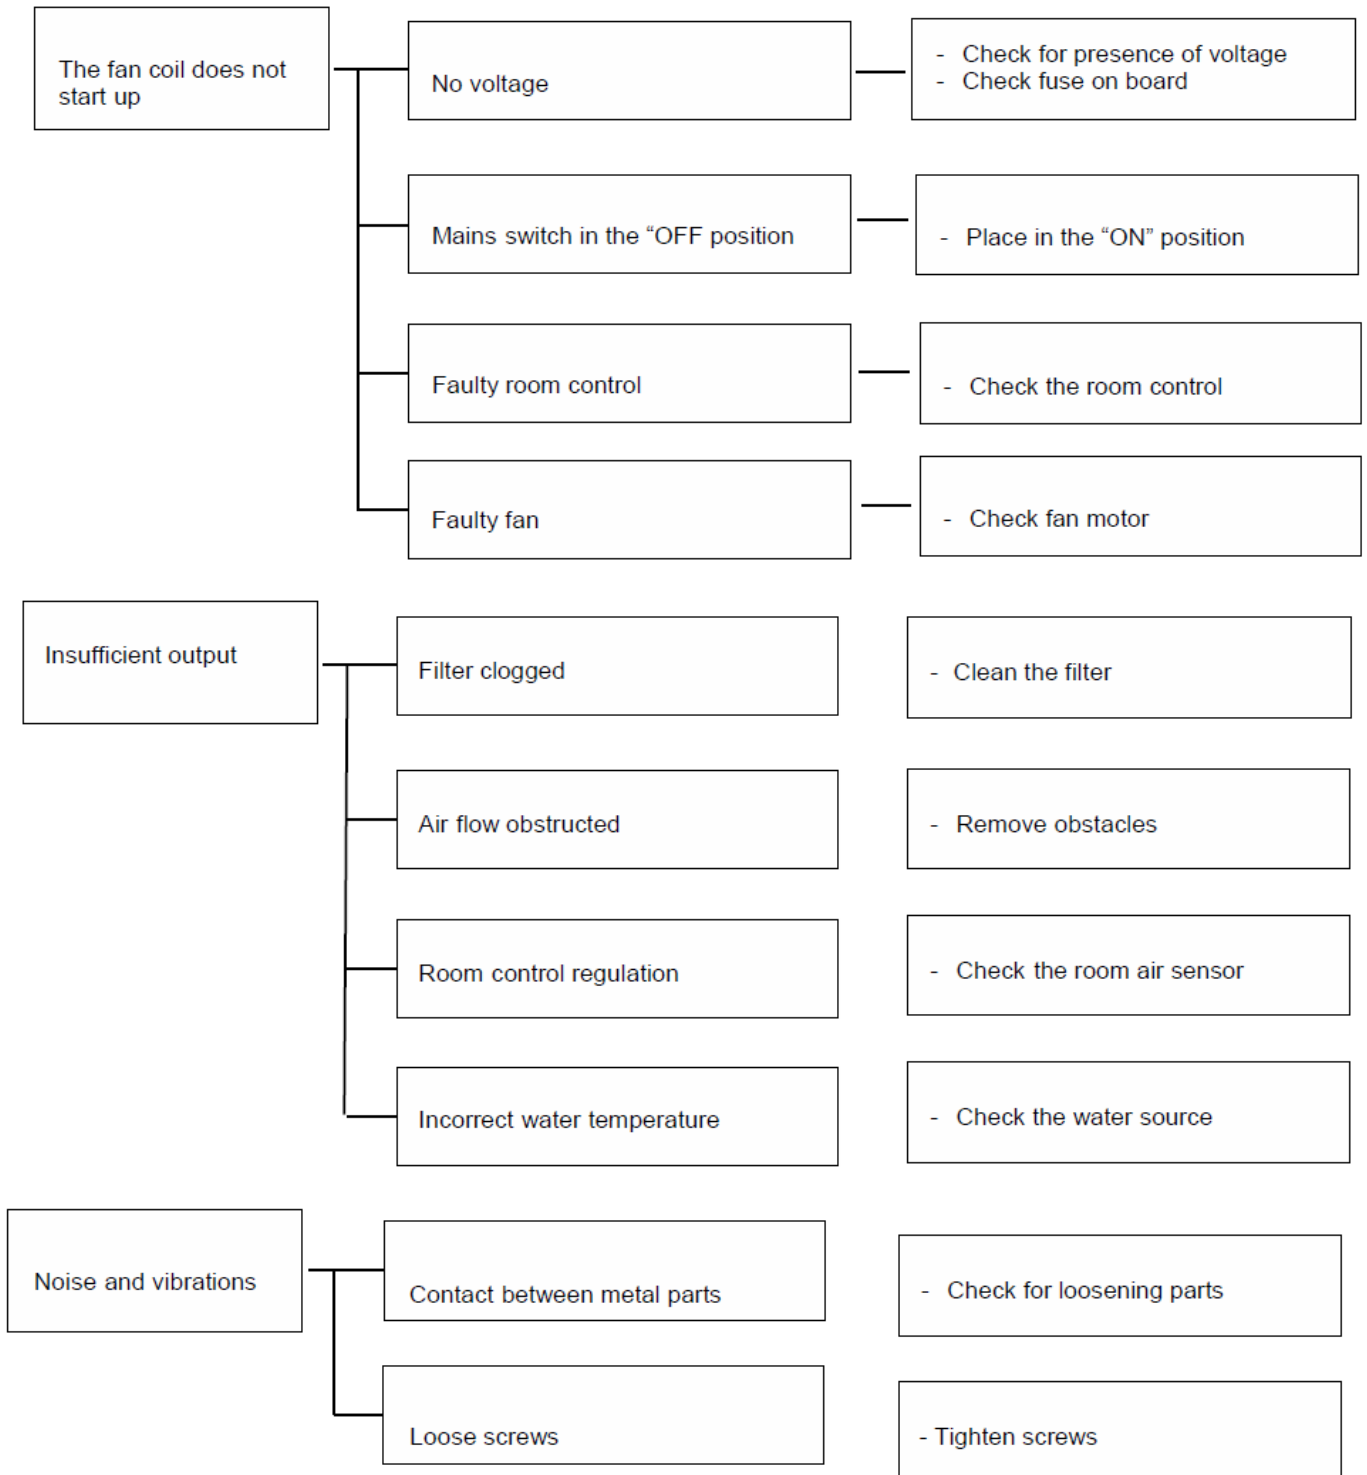 The fan coil does not
start up
No voltage
- Check for presence of voltage
- Check fuse on board
Mains switch in the “OFF position
- Place in the “ON” position
Faulty room control
- Check the room control
Faulty fan
- Check fan motor
Insufficient output
Filter clogged
- Clean the filter
Air flow obstructed
- Remove obstacles
Room control regulation
- Check the room air sensor
Incorrect water temperature
- Check the water source
Noise and vibrations
Contact between metal parts
- Check for loosening parts
Loose screws
- Tighten screws